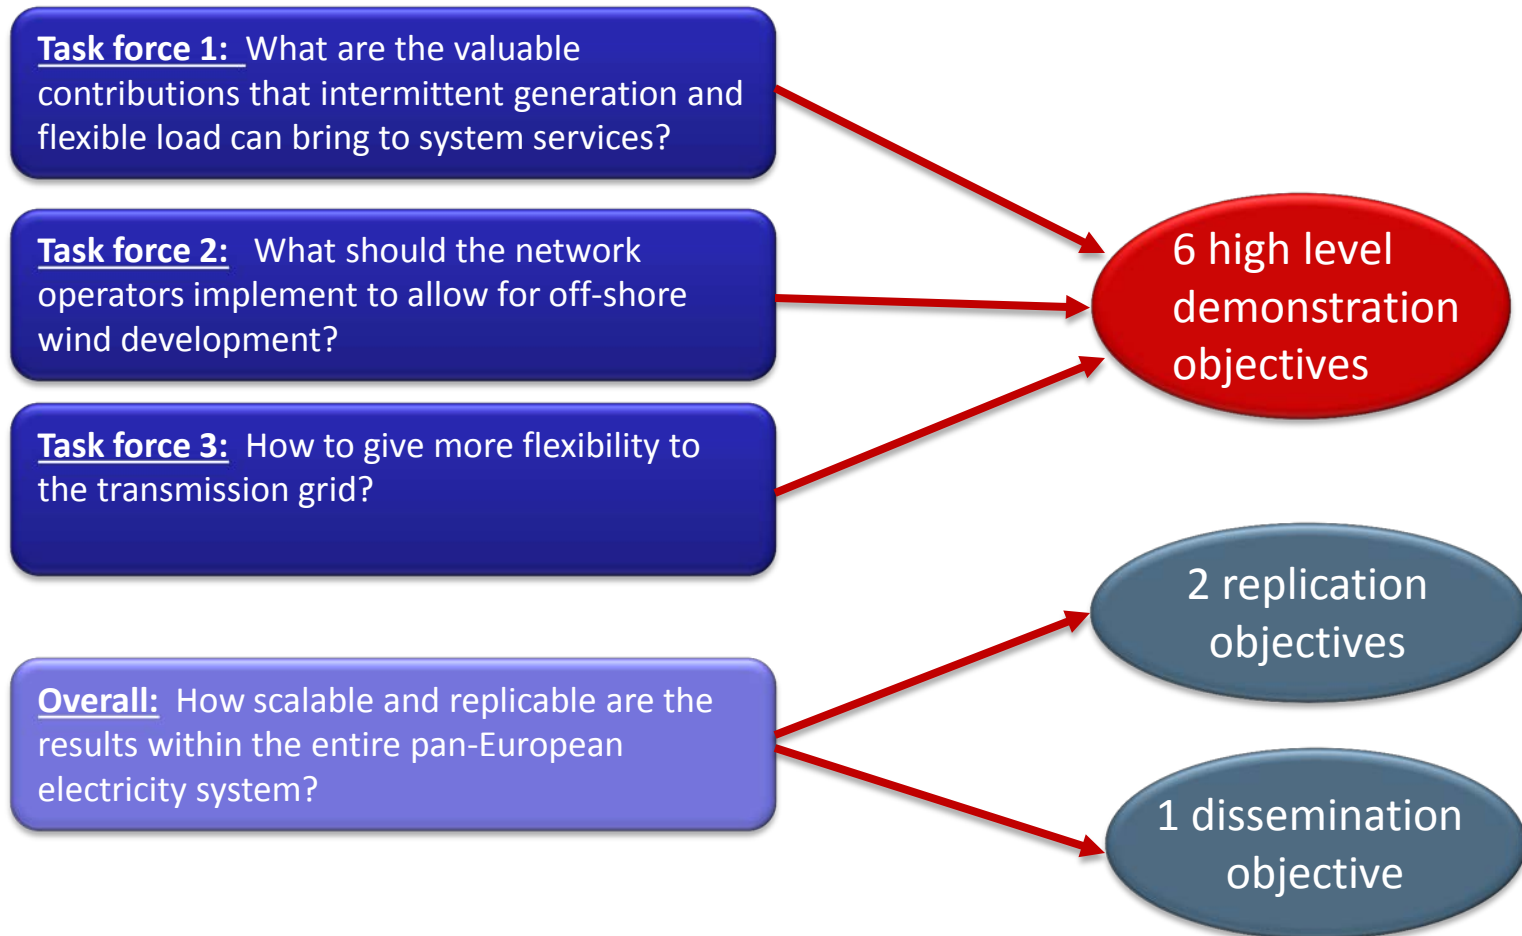 Task force 1: What are the valuable
contributions that intermittent generation and
flexible load can bring to system services?
Task force 2: What should the network
operators implement to allow for off-shore
wind development?
Task force 3: How to give more flexibility to
the transmission grid?
Overall: How scalable and replicable are the
results within the entire pan-European
electricity system?
6 high level
demonstration
objectives
2 replication
objectives
1 dissemination
objective